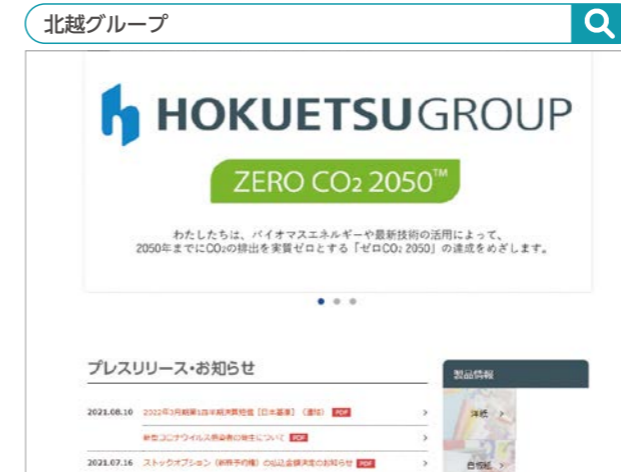 北越グループ
HOKUETSU GROUP
ZERO CO2 2050™
わたしたちは、バイオマスエネルギーや最新技術の活用によって、
2050年までにCO2の排出を実質ゼロとする「ゼロCO2 2050」の達成をめざします。
プレスリリース・お知らせ
製品情報
2021.08.10 2022年3月期第1四半期決算短信［日本基準］（連結） PDF
洋紙
新型コロナウイルス感染者の発生について PDF
2021.07.16 ストックオプション（新株予約権）の払込金額決定のお知らせ PDF
白板紙